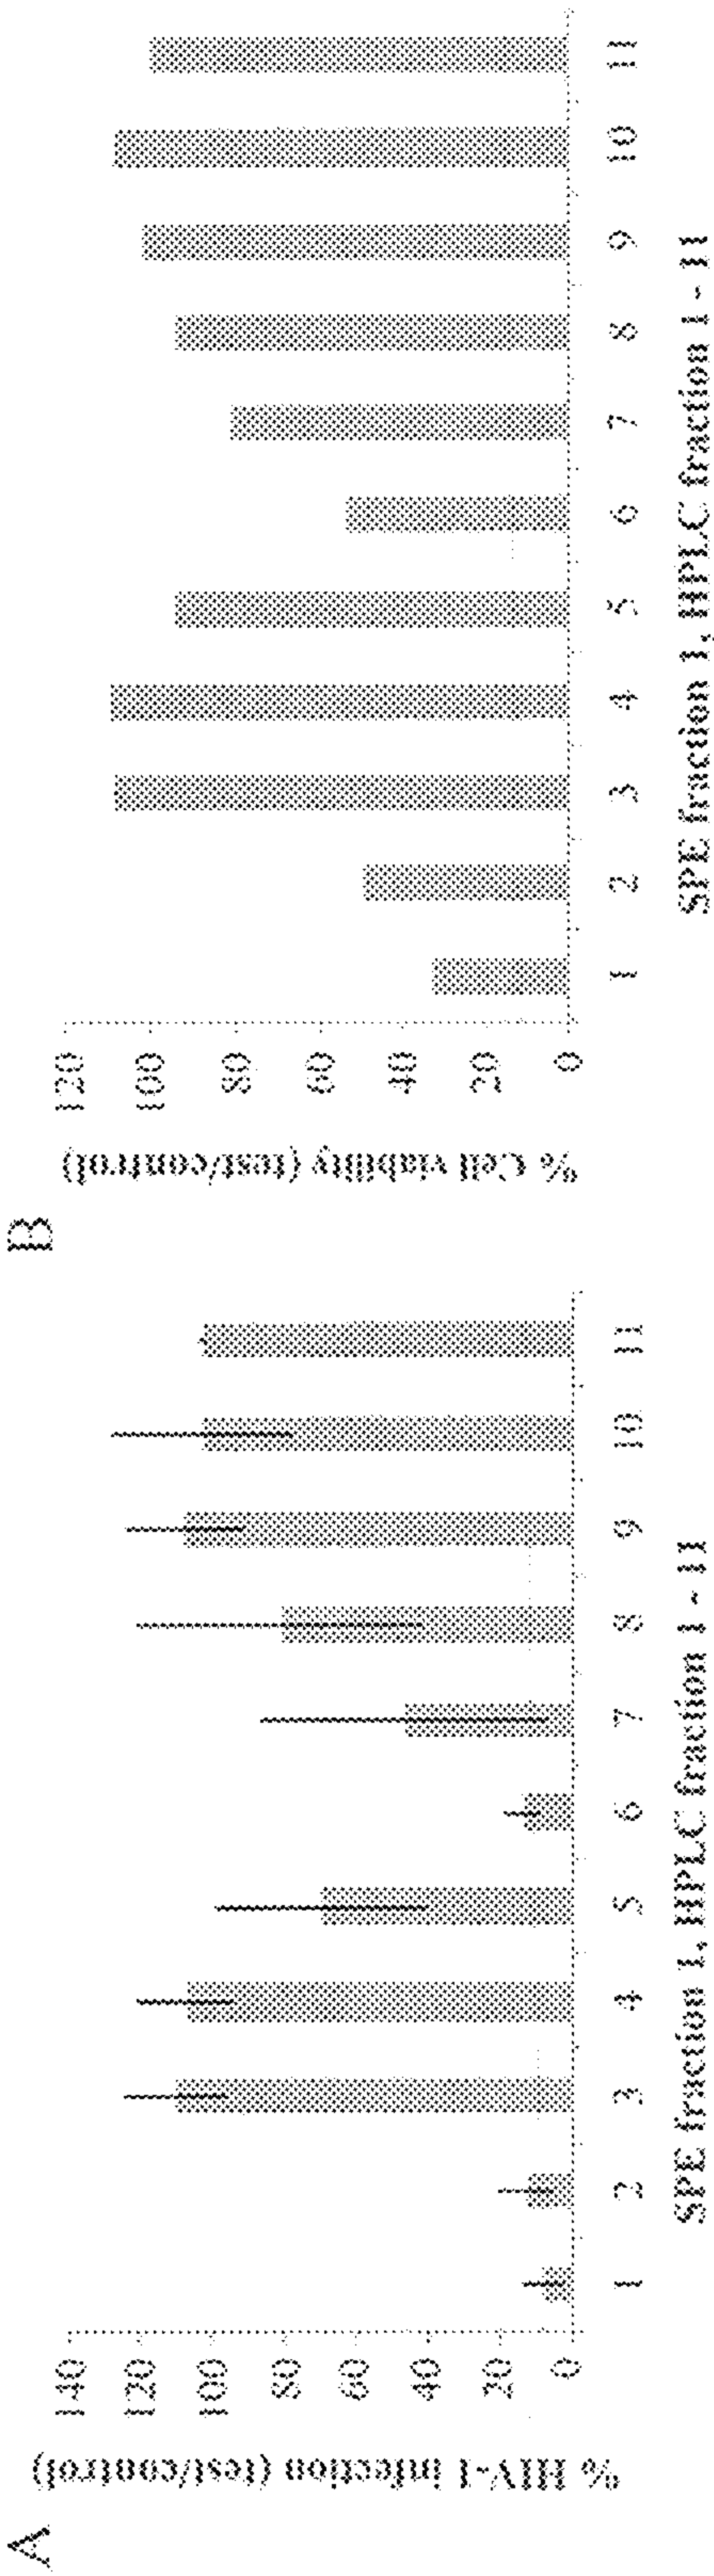 A
% HIV-1 infection (test/control)
140
120
100
80
60
40
20
0
1 2 3 4 5 6 7 8 9 10 11
SPE fraction 1, HPLC fraction 1 - 11
B
% Cell viability (test/control)
120
100
80
60
40
20
0
1 2 3 4 5 6 7 8 9 10 11
SPE fraction 1, HPLC fraction 1 - 11